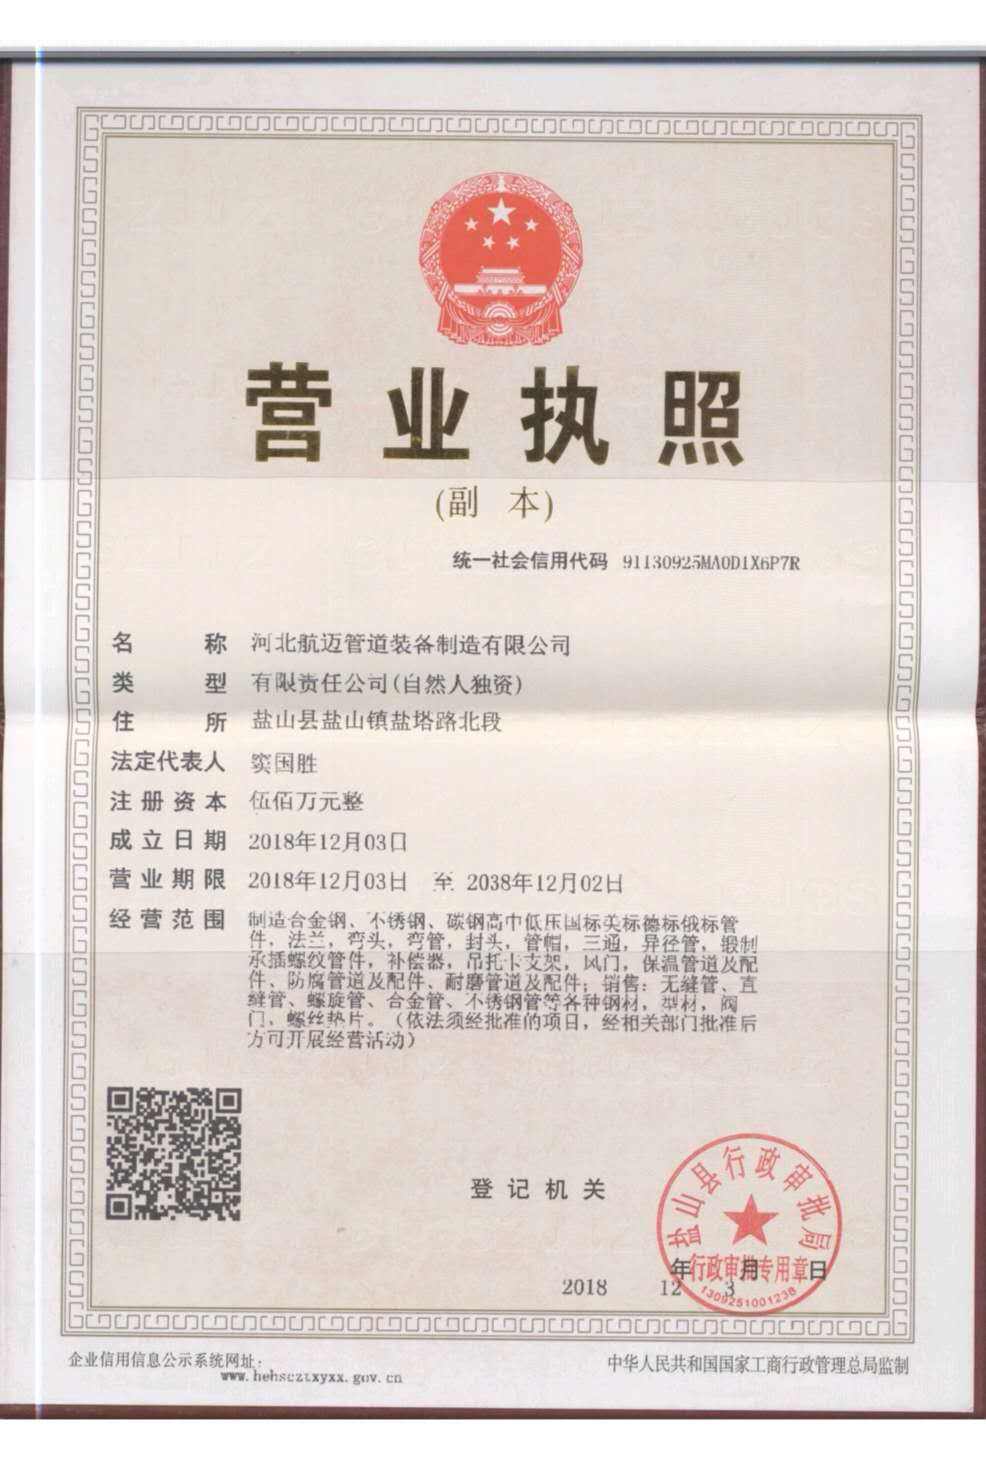 营业执照
(副 本)
统一社会信用代码 91130925MA0D1X6P7R
名 称 河北航迈管道装备制造有限公司
类 型 有限责任公司(自然人独资)
住 所 盐山县盐山镇盐塔路北段
法定代表人 窦国胜
注册资本 伍佰万元整
成立日期 2018年12月03日
营业期限 2018年12月03日 至 2038年12月02日
经营范围 制造合金钢、不锈钢、碳钢高中低压国标美标德标俄标管
件，法兰，弯头，弯管，封头，管帽，三通，异径管，锻制
承插螺纹管件，补偿器，吊托卡支架，风门，保温管道及配
件、防腐管道及配件、耐磨管道及配件；销售：无缝管、直
缝管、螺旋管、合金管、不锈钢管等各种钢材，型材，阀
门，螺丝垫片。（依法须经批准的项目，经相关部门批准后
方可开展经营活动）
登记机关
盐山县行政审批局
行政审批专用章
1309251001238
年 月 日
2018 12 3
企业信用信息公示系统网址：
www.hebscztxyxx.gov.cn
中华人民共和国国家工商行政管理总局监制